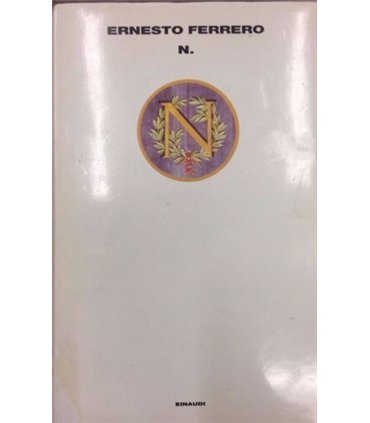 ERNESTO FERRERO
N.
N
EINAUDI